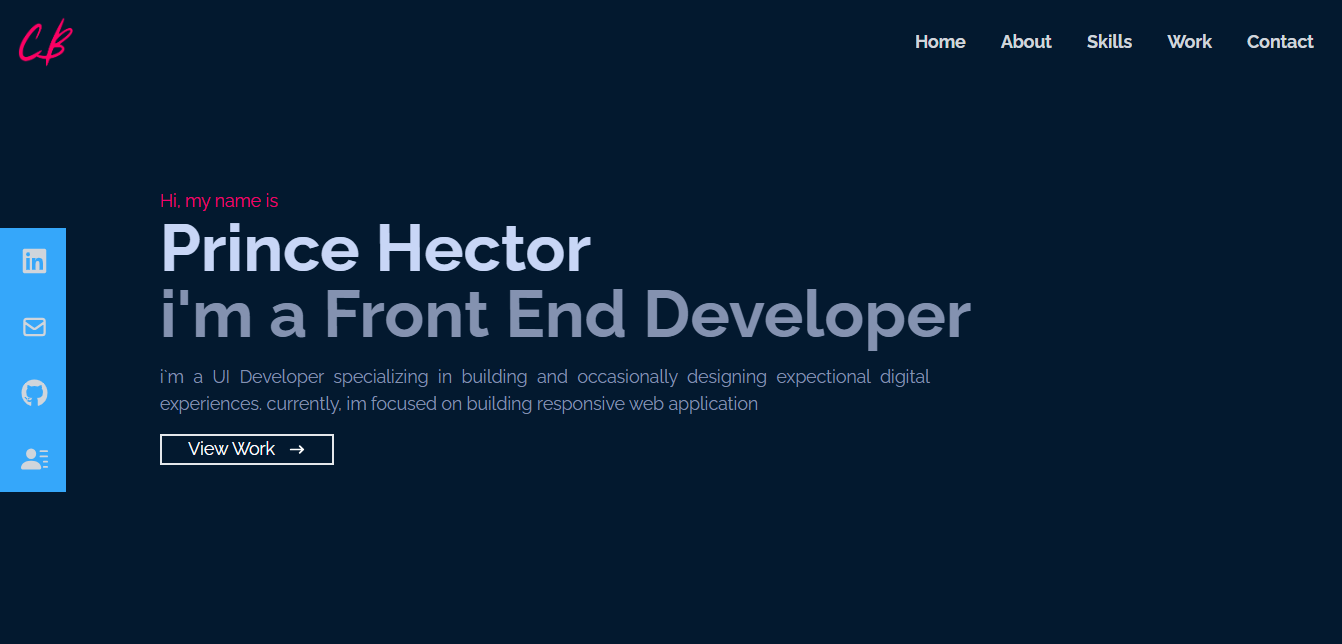 CB
Home About Skills Work Contact
Hi, my name is
Prince Hector
i'm a Front End Developer
in
i`m a UI Developer specializing in building and occasionally designing expectional digital
experiences. currently, im focused on building responsive web application
View Work →